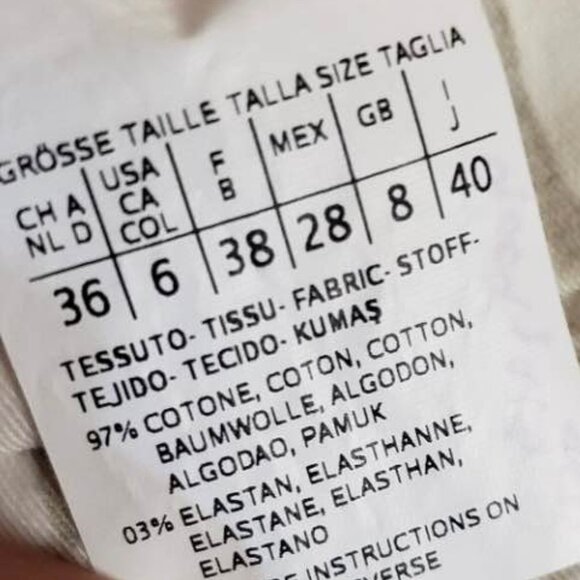 GRÖSSE TAILLE TALLA SIZE TAGLIA
CH A
NL D
USA
CA
COL
F
B
MEX
GB
I
J
36 6 38 28 8 40
TESSUTO- TISSU- FABRIC- STOFF-
TEJIDO- TECIDO- KUMAŞ
97% COTONE, COTON, COTTON,
BAUMWOLLE, ALGODON,
ALGODAO, PAMUK
03% ELASTAN, ELASTHANNE,
ELASTANE, ELASTHAN,
ELASTANO
INSTRUCTIONS ON